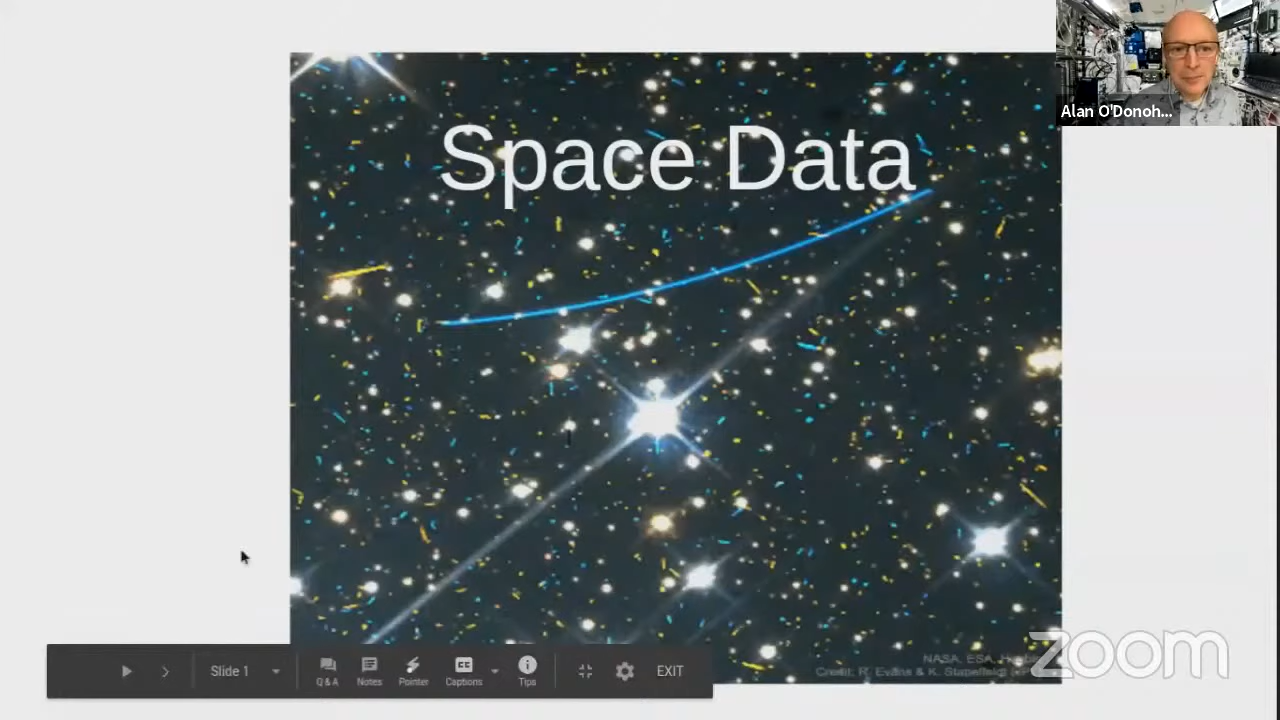 Alan O'Donoh...
Space Data
Slide 1
Q & A
Notes
Pointer
Captions
Tips
EXIT
NASA, ESA,
Credit: R. Evans & K. Stapelfeldt
zoom